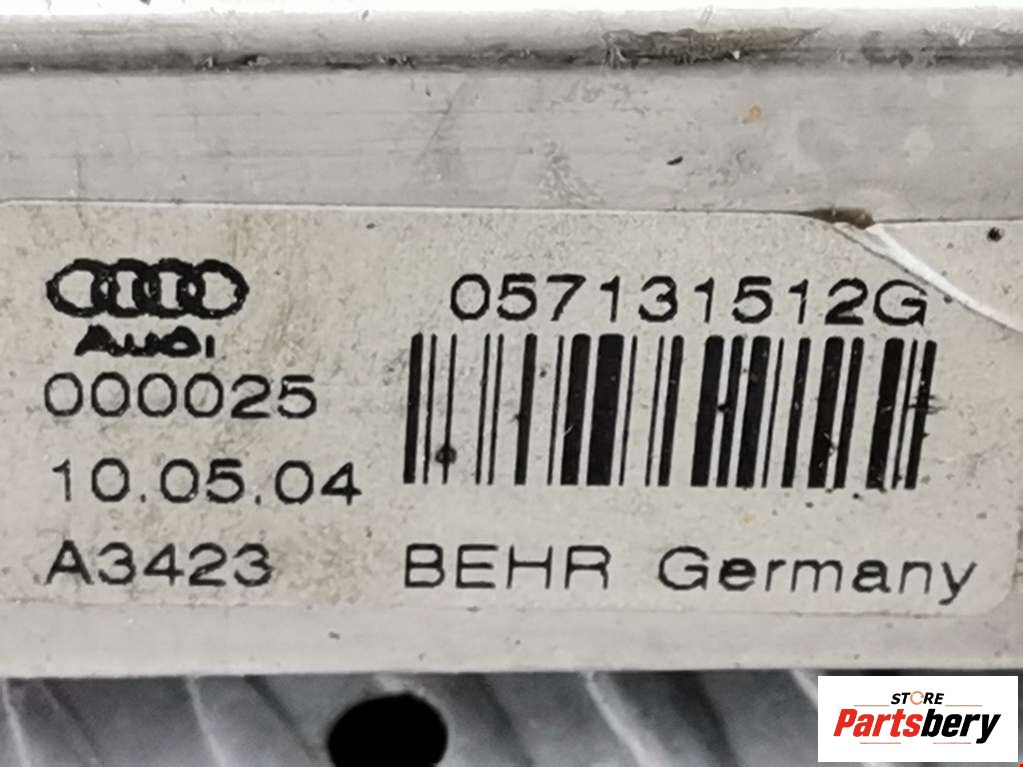 Audi
057131512G
000025
10.05.04
A3423
BEHR Germany
STORE
Partsbery